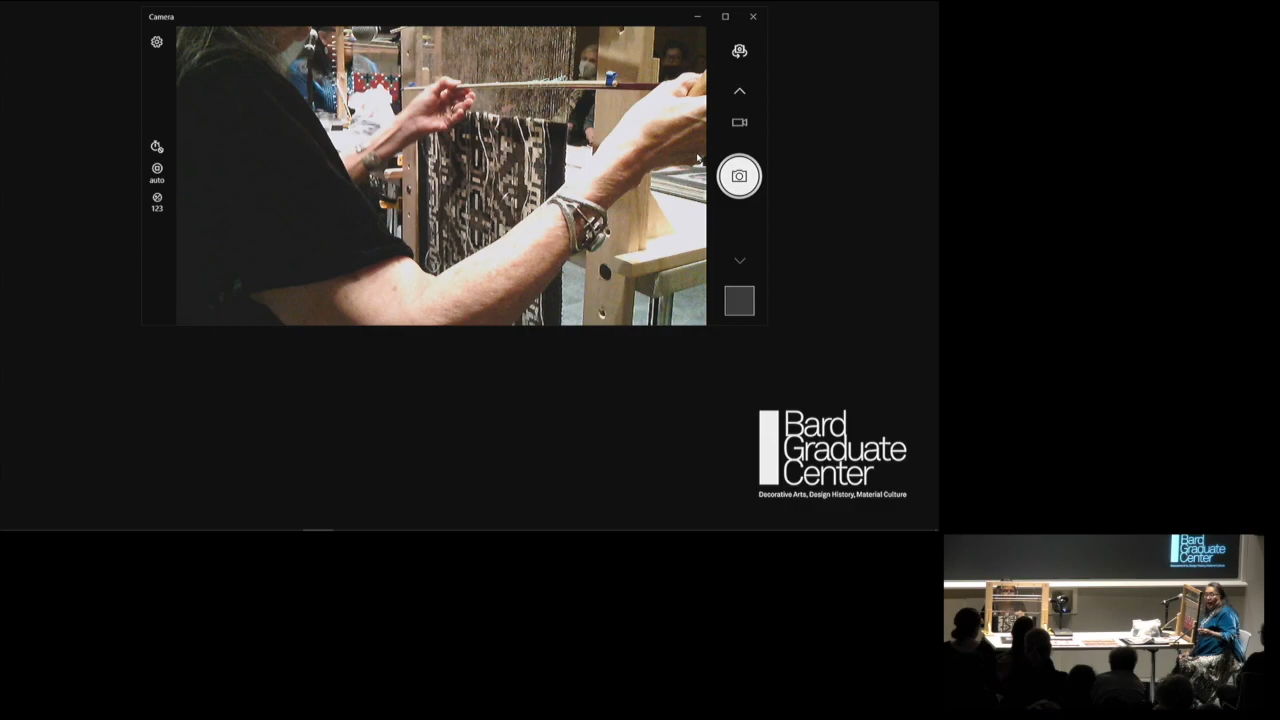 Camera
auto
123
Bard
Graduate
Center
Decorative Arts, Design History, Material Culture
Bard
Graduate
Center